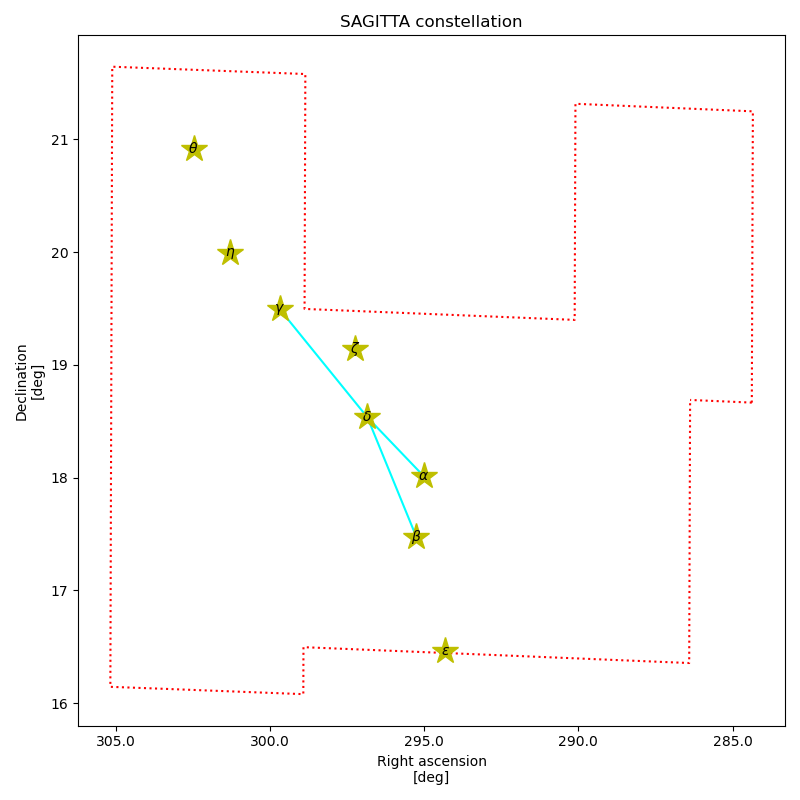 SAGITTA constellation
21
20
19
18
17
16
θ
η
γ
ζ
δ
α
β
ε
Declination
[deg]
305.0 300.0 295.0 290.0 285.0
Right ascension
[deg]